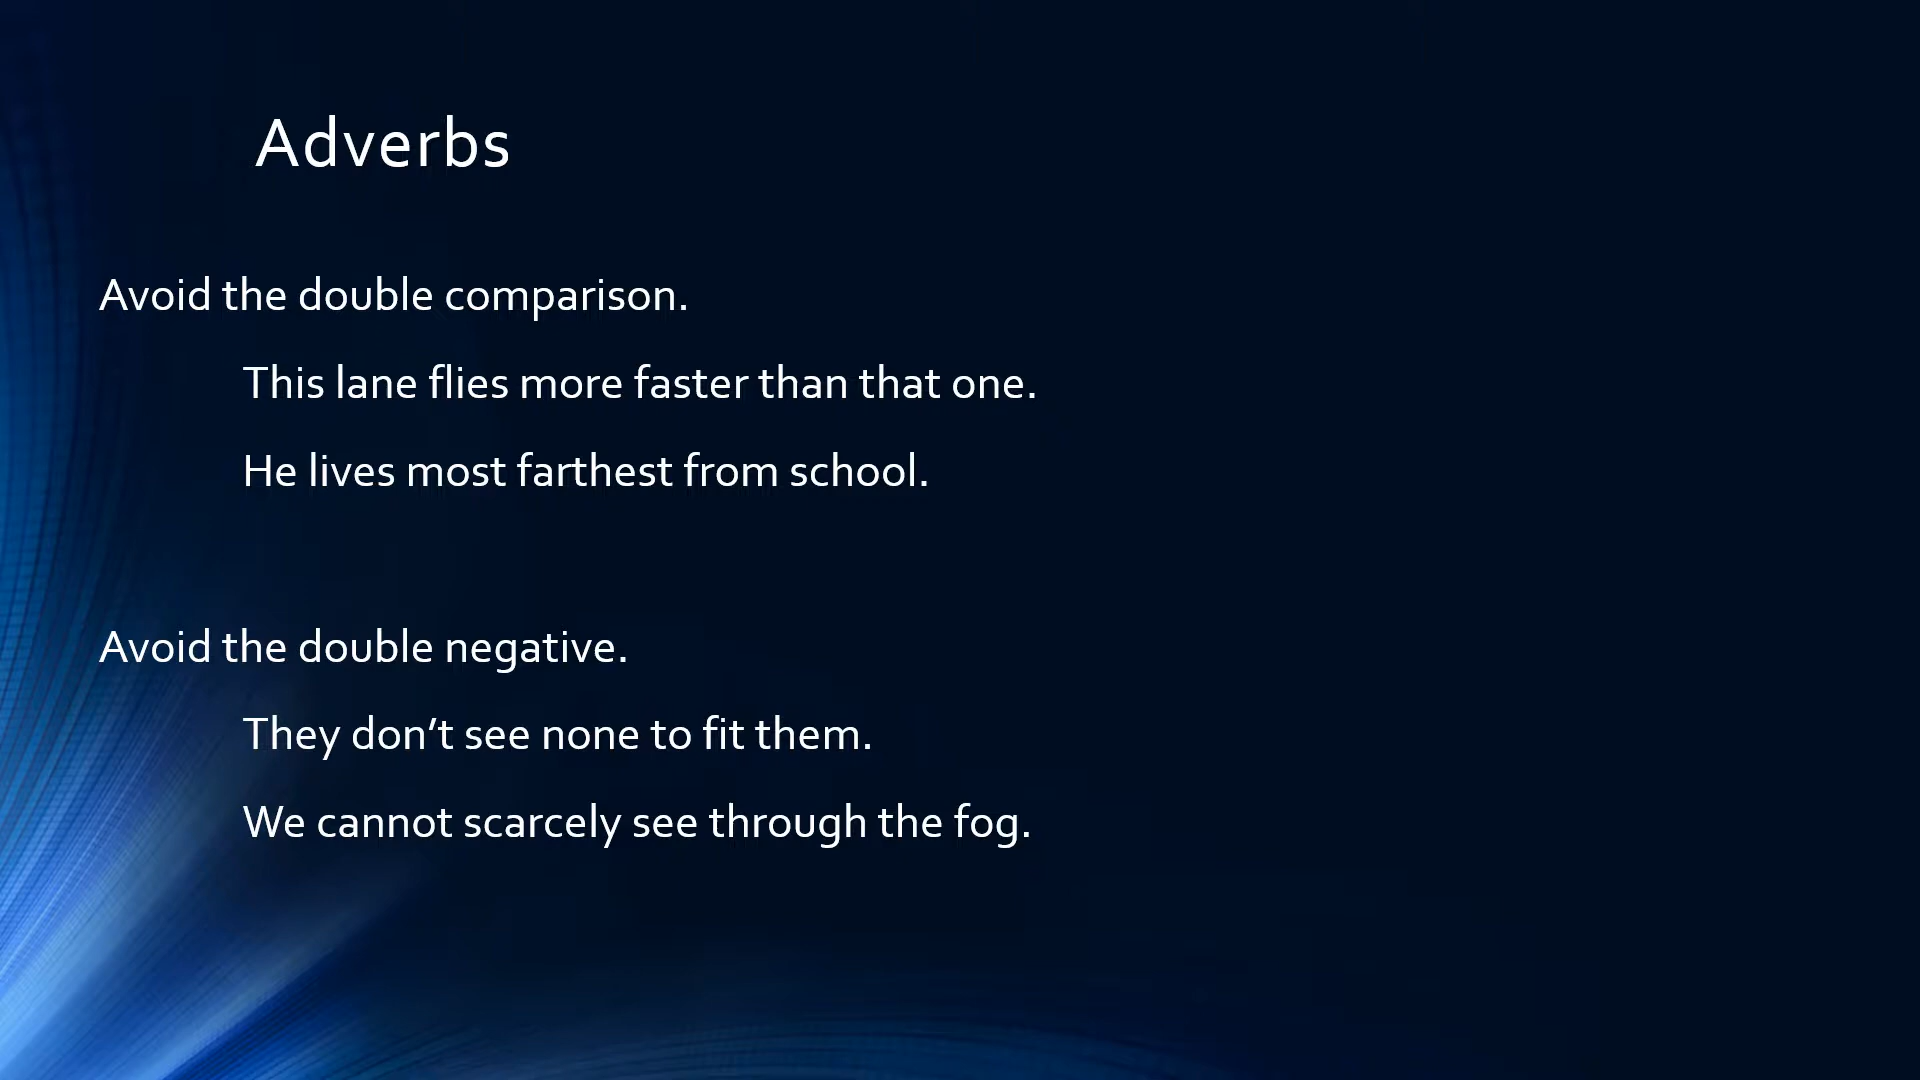 Adverbs
Avoid the double comparison.
This lane flies more faster than that one.
He lives most farthest from school.
Avoid the double negative.
They don’t see none to fit them.
We cannot scarcely see through the fog.